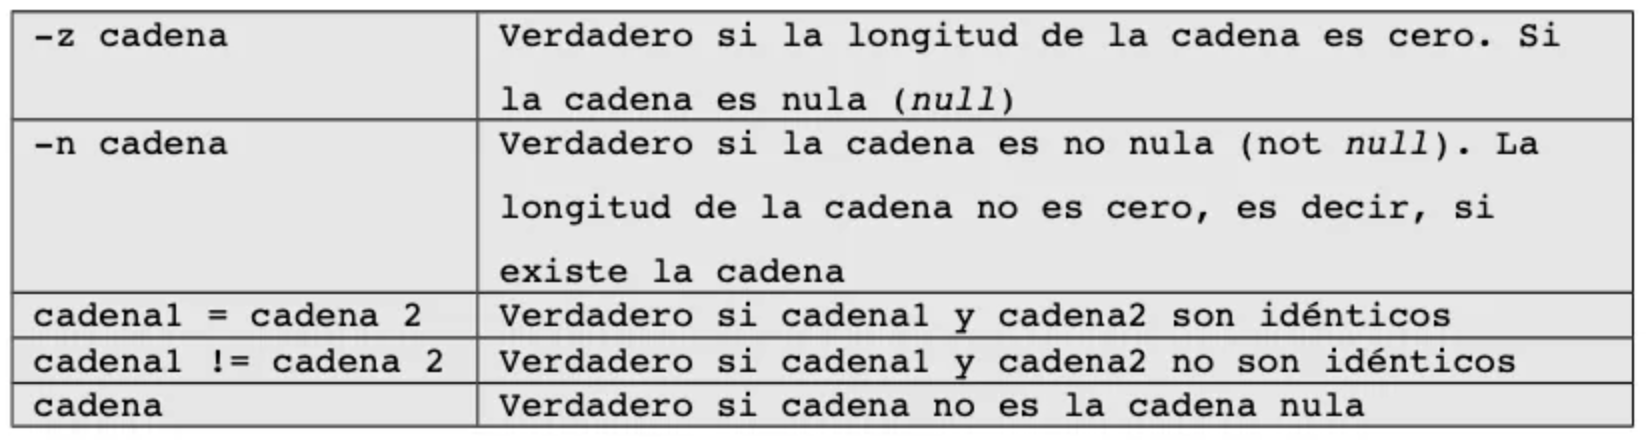 -z cadena
Verdadero si la longitud de la cadena es cero. Si
la cadena es nula (null)
-n cadena
Verdadero si la cadena es no nula (not null). La
longitud de la cadena no es cero, es decir, si
existe la cadena
cadena1 = cadena 2
Verdadero si cadena1 y cadena2 son idénticos
cadena1 != cadena 2
Verdadero si cadena1 y cadena2 no son idénticos
cadena
Verdadero si cadena no es la cadena nula